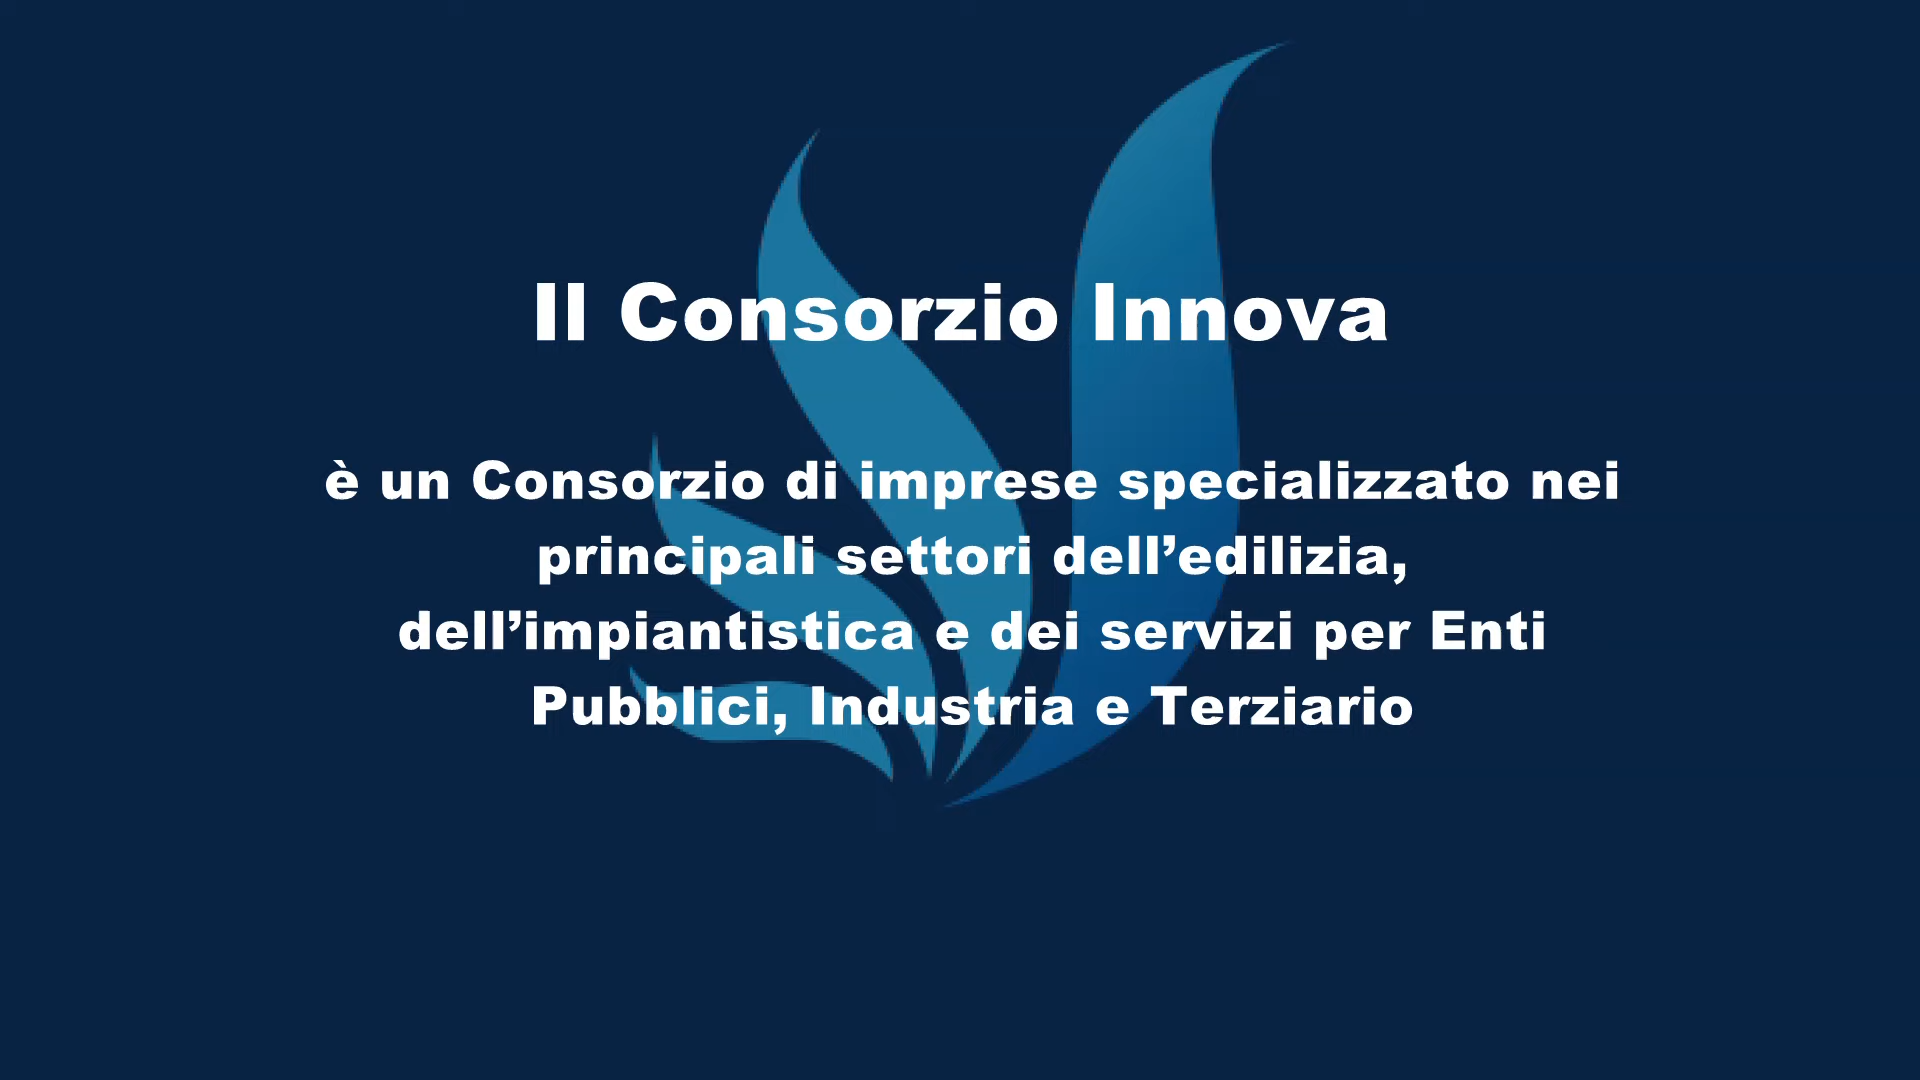 Il Consorzio Innova
è un Consorzio di imprese specializzato nei
principali settori dell’edilizia,
dell’impiantistica e dei servizi per Enti
Pubblici, Industria e Terziario